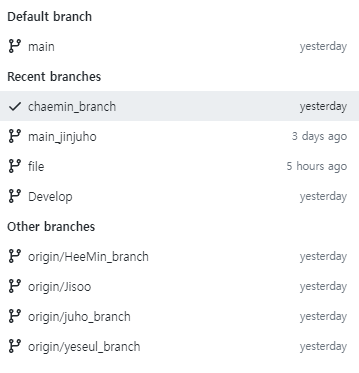 Default branch
main yesterday
Recent branches
chaemin_branch yesterday
main_jinjuho 3 days ago
file 5 hours ago
Develop yesterday
Other branches
origin/HeeMin_branch yesterday
origin/Jisoo yesterday
origin/juho_branch yesterday
origin/yeseul_branch yesterday